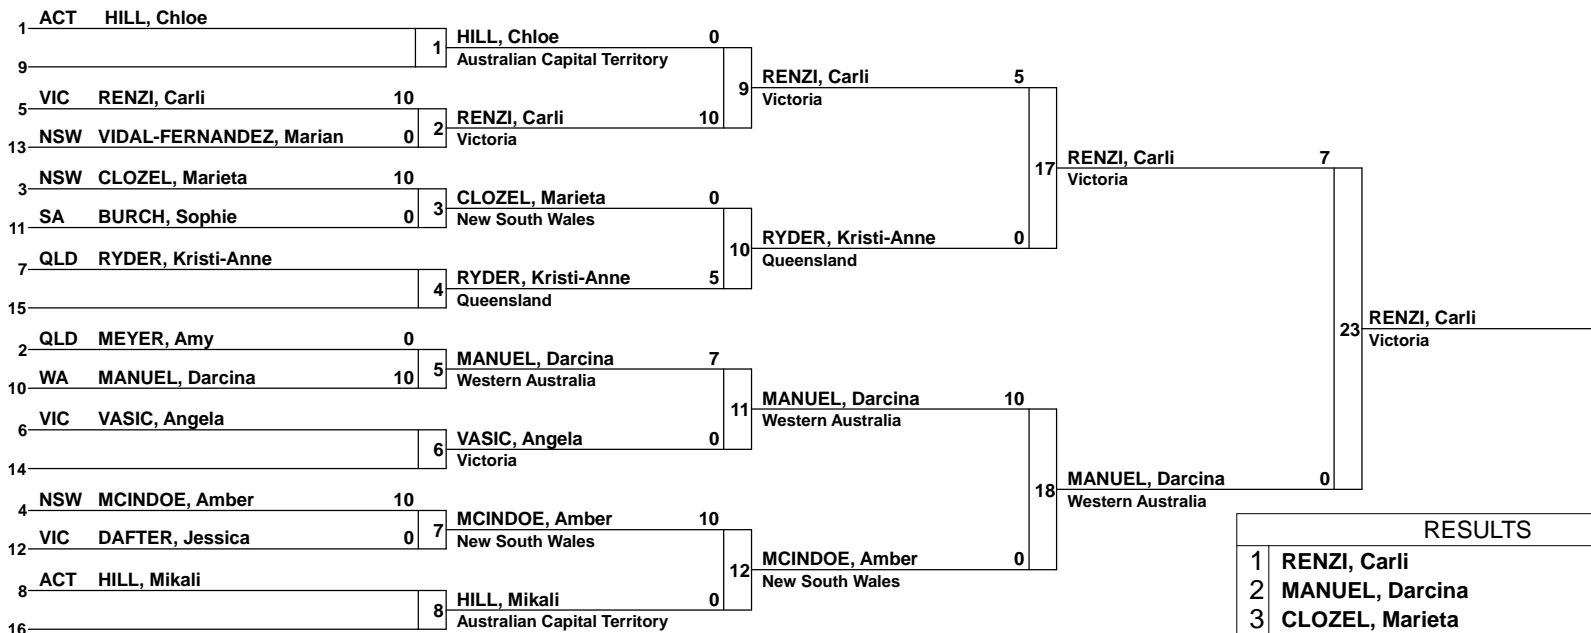 1 ACT HILL, Chloe
9
1 HILL, Chloe 0
Australian Capital Territory
5 VIC RENZI, Carli 10
13 NSW VIDAL-FERNANDEZ, Marian 0
2 RENZI, Carli 10
Victoria
9 RENZI, Carli 5
Victoria
3 NSW CLOZEL, Marieta 10
11 SA BURCH, Sophie 0
3 CLOZEL, Marieta 0
New South Wales
7 QLD RYDER, Kristi-Anne
15
4 RYDER, Kristi-Anne 5
Queensland
10 RYDER, Kristi-Anne 0
Queensland
17 RENZI, Carli 7
Victoria
2 QLD MEYER, Amy 0
10 WA MANUEL, Darcina 10
5 MANUEL, Darcina 7
Western Australia
6 VIC VASIC, Angela
14
6 VASIC, Angela 0
Victoria
11 MANUEL, Darcina 10
Western Australia
4 NSW MCINDOE, Amber 10
12 VIC DAFTER, Jessica 0
7 MCINDOE, Amber 10
New South Wales
8 ACT HILL, Mikali
16
8 HILL, Mikali 0
Australian Capital Territory
12 MCINDOE, Amber 0
New South Wales
18 MANUEL, Darcina 0
Western Australia
23 RENZI, Carli
Victoria
RESULTS
1 RENZI, Carli
2 MANUEL, Darcina
3 CLOZEL, Marieta